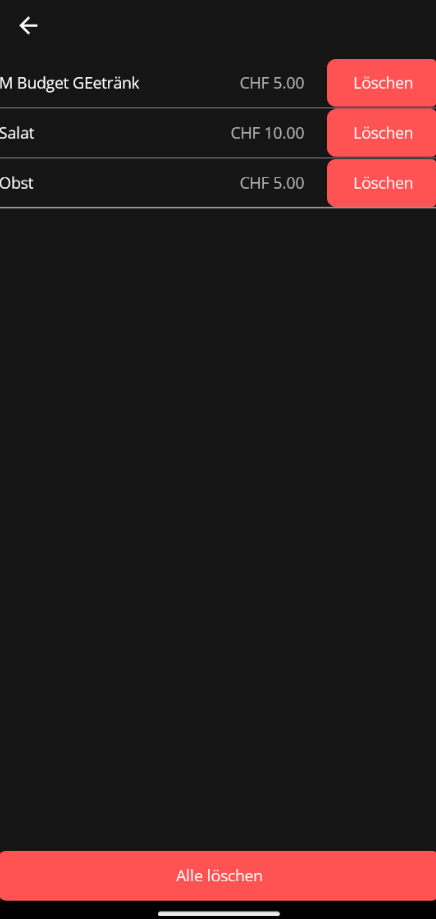 M Budget GEetränk CHF 5.00 Löschen
Salat CHF 10.00 Löschen
Obst CHF 5.00 Löschen
Alle löschen